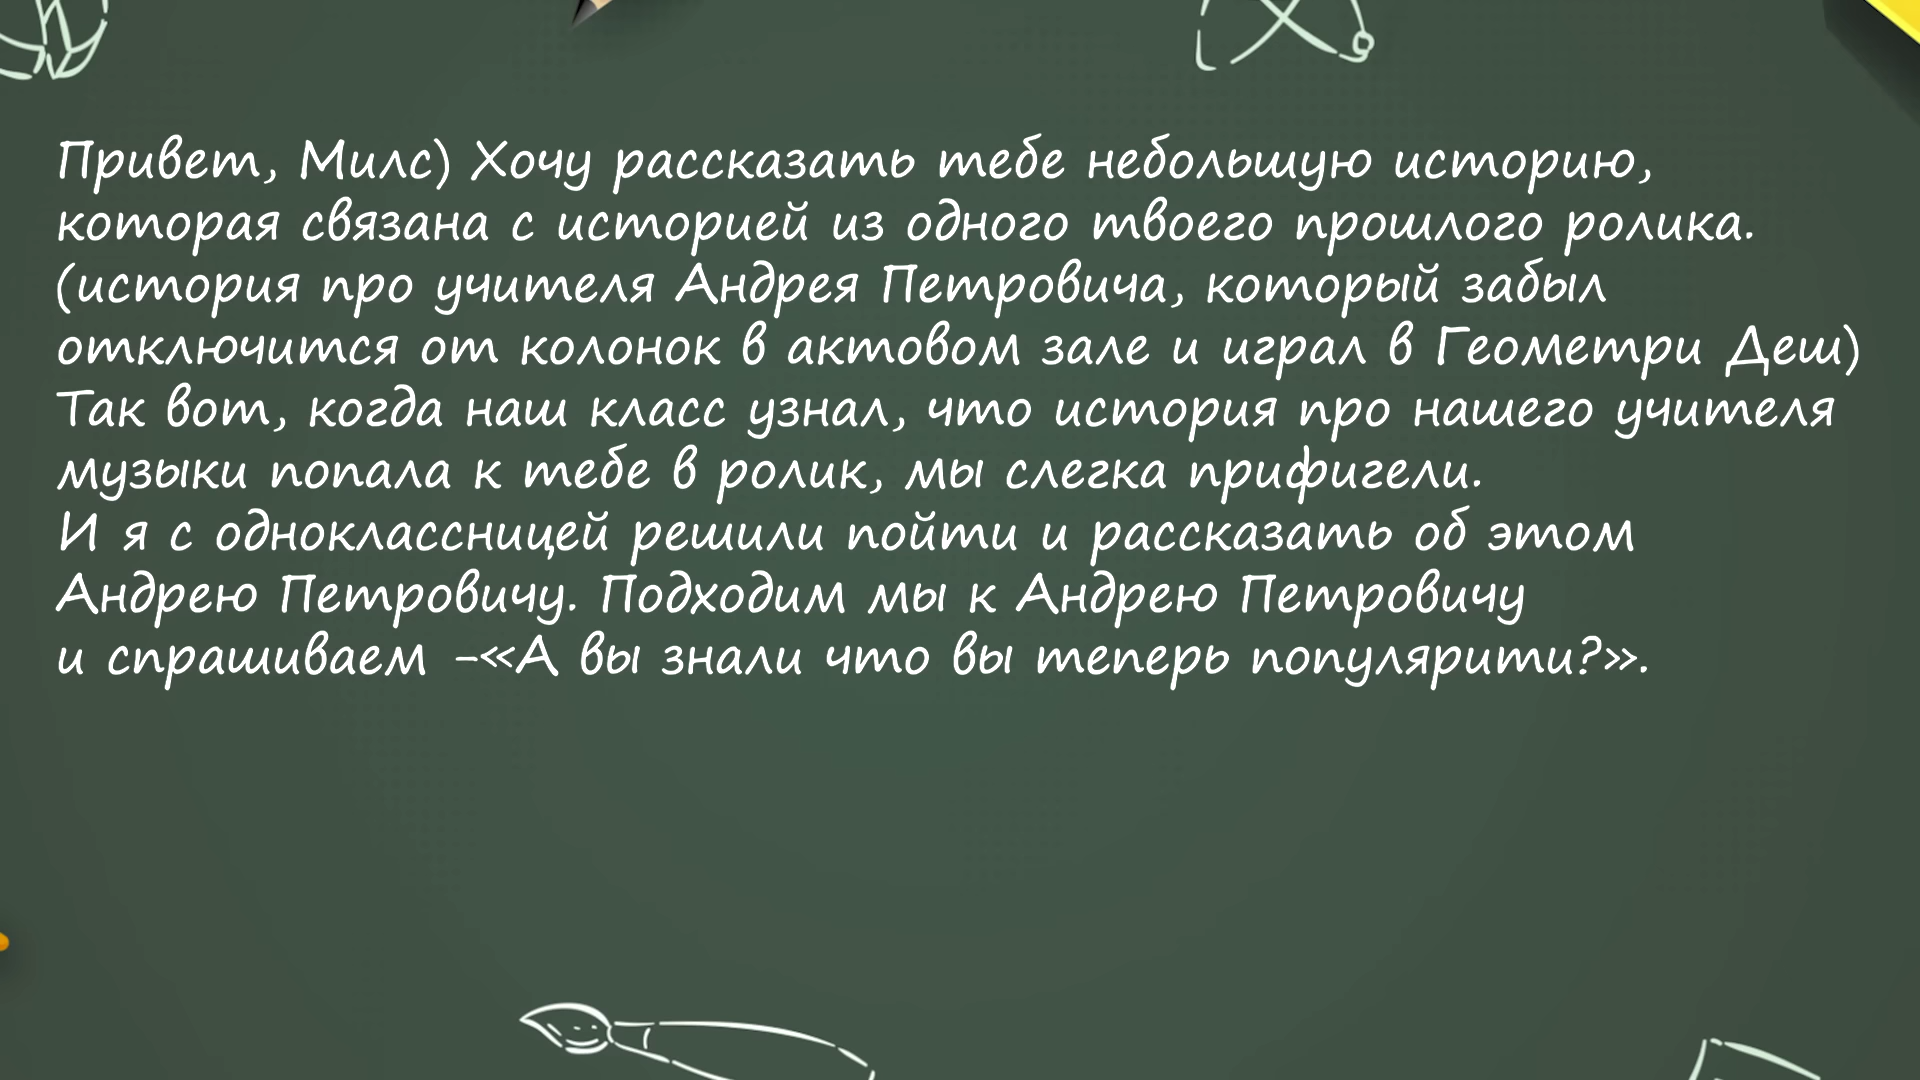 Привет, Милс) Хочу рассказать тебе небольшую историю,
которая связана с историей из одного твоего прошлого ролика.
(история про учителя Андрея Петровича, который забыл
отключится от колонок в актовом зале и играл в Геометри Деш)
Так вот, когда наш класс узнал, что история про нашего учителя
музыки попала к тебе в ролик, мы слегка прифигели.
И я с одноклассницей решили пойти и рассказать об этом
Андрею Петровичу. Подходим мы к Андрею Петровичу
и спрашиваем -«А вы знали что вы теперь популярити?».